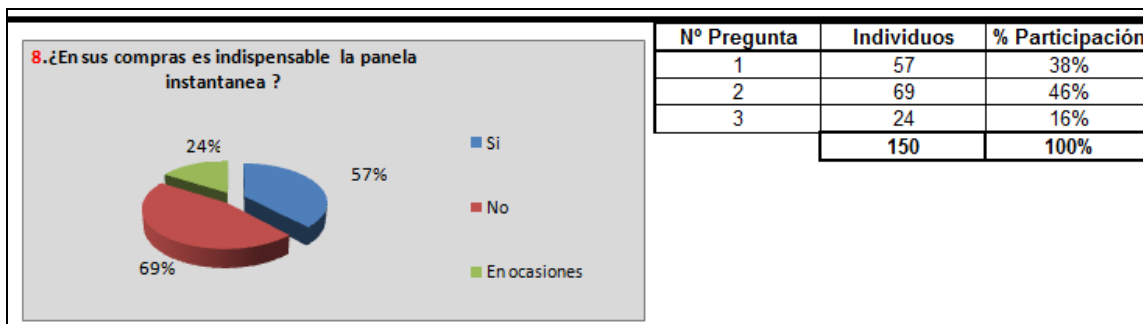 8.¿En sus compras es indispensable la panela
instantanea ?
24%
57%
69%
Si
No
En ocasiones
Nº Pregunta Individuos % Participación
1 57 38%
2 69 46%
3 24 16%
150 100%